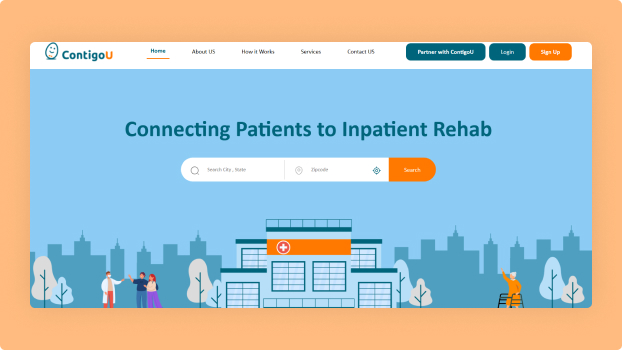 ContigoU
Home About US How it Works Services Contact US Partner with ContigoU Login Sign Up
Connecting Patients to Inpatient Rehab
Search City , State Zipcode Search